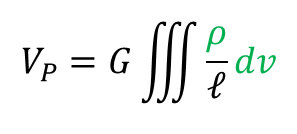 V_P = G ∭ ρ/ℓ dv